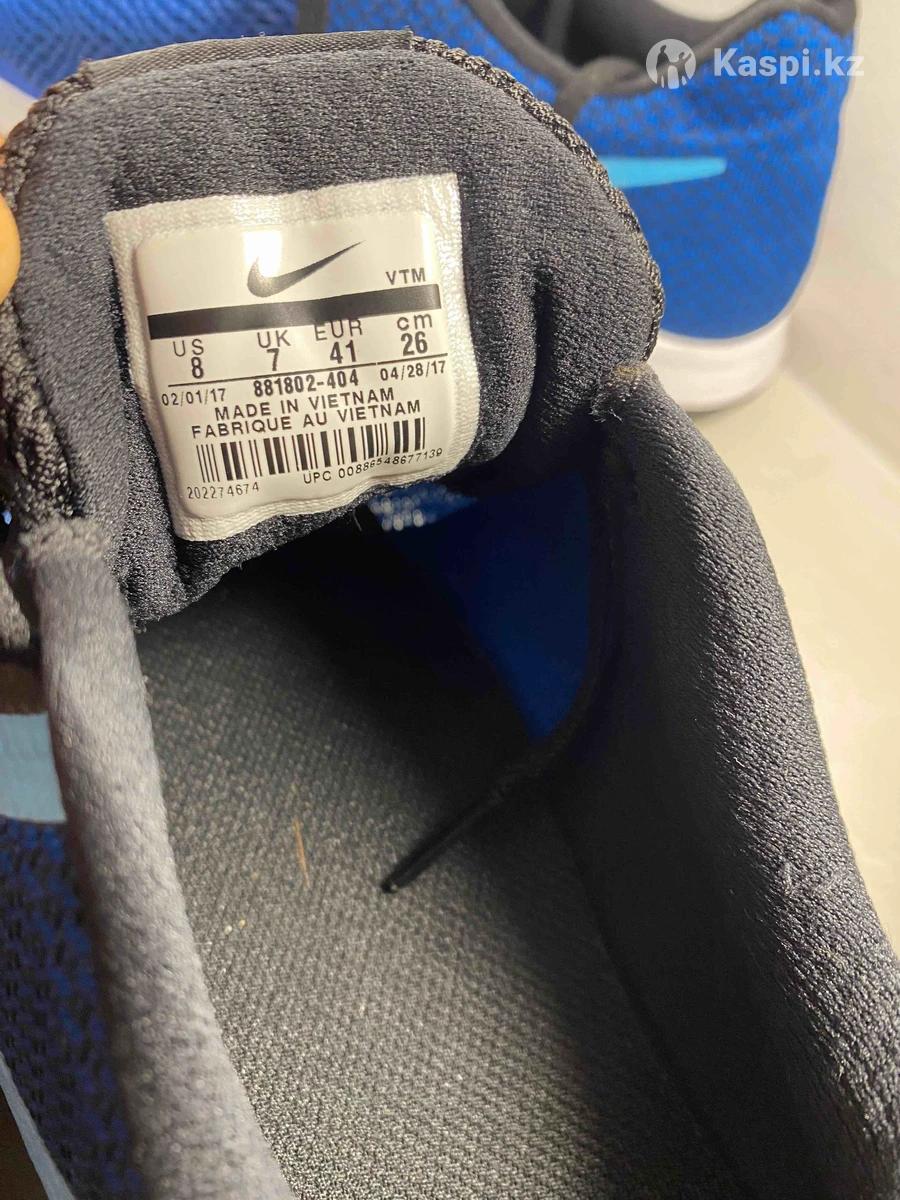 Kaspi.kz
VTM
US UK EUR cm
8 7 41 26
02/01/17 881802-404 04/28/17
MADE IN VIETNAM
FABRIQUE AU VIETNAM
202274674 UPC 00886548677139